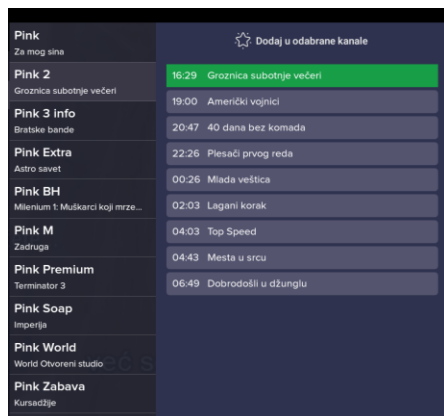 Pink
Za mog sina
Pink 2
Groznica subotnje večeri
Pink 3 info
Bratske bande
Pink Extra
Astro savet
Pink BH
Milenium 1: Muškarci koji mrze...
Pink M
Zadruga
Pink Premium
Terminator 3
Pink Soap
Imperija
Pink World
World Otvoreni studio
Pink Zabava
Kursadžije
Dodaj u odabrane kanale
16:29 Groznica subotnje večeri
19:00 Američki vojnici
20:47 40 dana bez komada
22:26 Plesači prvog reda
00:26 Mlada veštica
02:03 Lagani korak
04:03 Top Speed
04:43 Mesta u srcu
06:49 Dobrodošli u džunglu